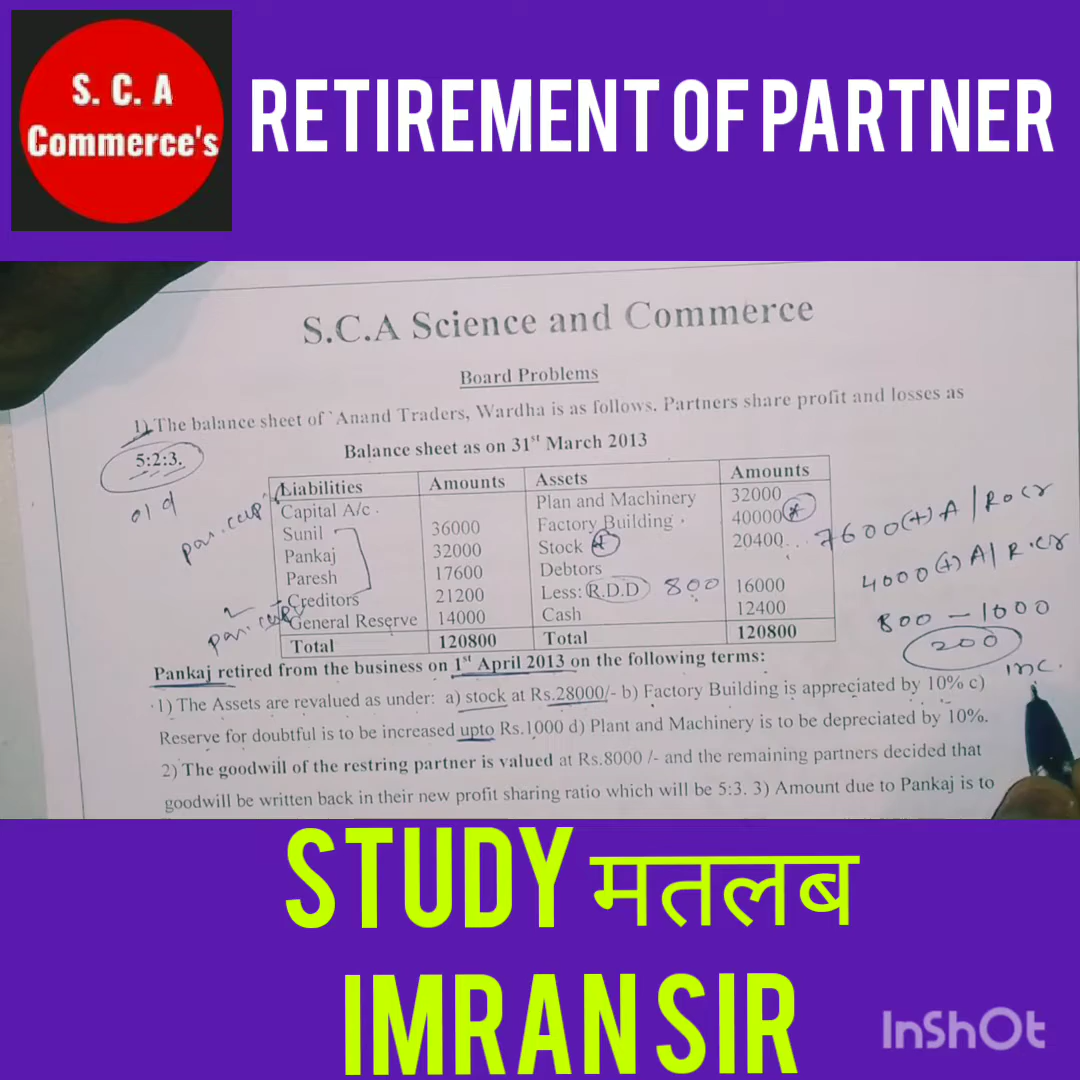 S. C. A
Commerce's
RETIREMENT OF PARTNER
S.C.A Science and Commerce
Board Problems
1) The balance sheet of `Anand Traders, Wardha is as follows. Partners share profit and losses as
5:2:3.
old
Balance sheet as on 31st March 2013
Liabilities Amounts Assets Amounts
Capital A/c Plan and Machinery 32000
Sunil 36000 Factory Building 40000 +
Pankaj 32000 Stock + 20400
Paresh 17600 Debtors
Creditors 21200 Less: R.D.D 800 16000
General Reserve 14000 Cash 12400
Total 120800 Total 120800
par. cap
par. cap
7600 (+) A / R.O Cr
4000 (+) A / R. Cr
800 - 1000
200
inc.
Pankaj retired from the business on 1st April 2013 on the following terms:
1) The Assets are revalued as under: a) stock at Rs.28000/- b) Factory Building is appreciated by 10% c)
Reserve for doubtful is to be increased upto Rs.1000 d) Plant and Machinery is to be depreciated by 10%.
2) The goodwill of the restring partner is valued at Rs.8000 /- and the remaining partners decided that
goodwill be written back in their new profit sharing ratio which will be 5:3. 3) Amount due to Pankaj is to
STUDY मतलब
IMRAN SIR
InShOt